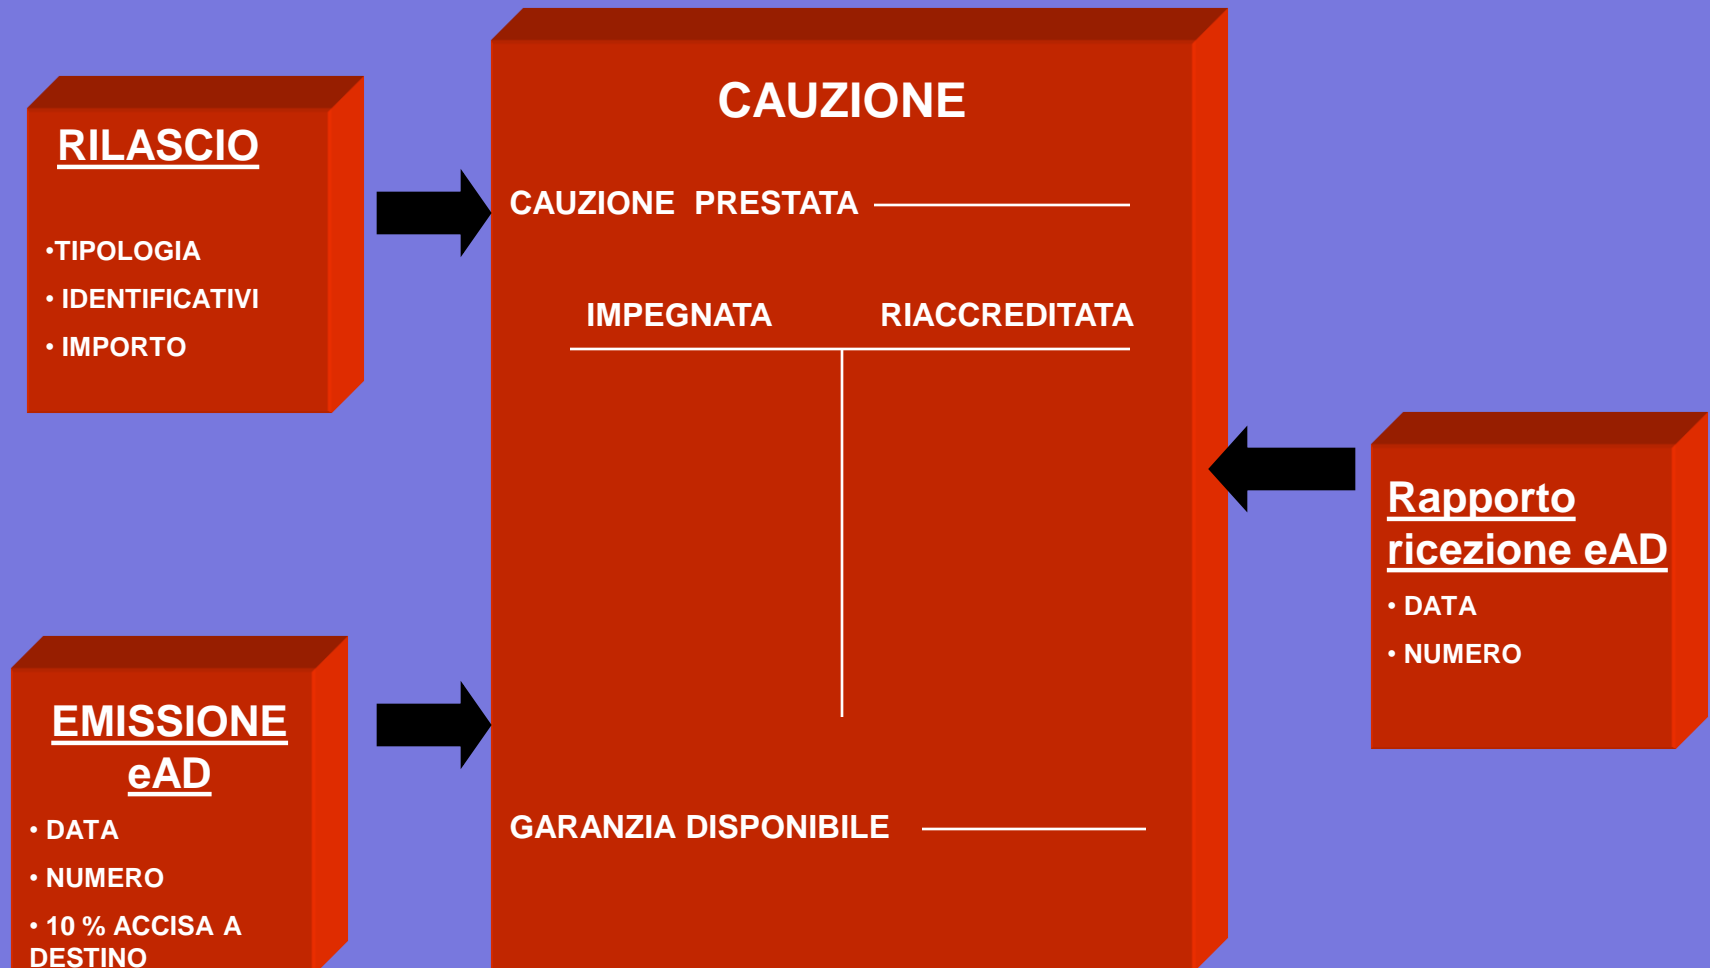 RILASCIO
•TIPOLOGIA
• IDENTIFICATIVI
• IMPORTO
CAUZIONE
CAUZIONE PRESTATA
IMPEGNATA RIACCREDITATA
GARANZIA DISPONIBILE
EMISSIONE
eAD
• DATA
• NUMERO
• 10 % ACCISA A
DESTINO
Rapporto
ricezione eAD
• DATA
• NUMERO